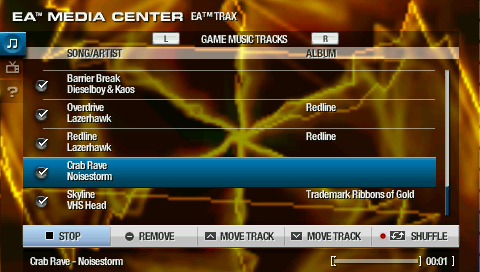 EA™ MEDIA CENTER EA™ TRAX
L GAME MUSIC TRACKS R
SONG/ARTIST ALBUM
Barrier Break
Dieselboy & Kaos
Overdrive Redline
Lazerhawk
Redline Redline
Lazerhawk
Crab Rave
Noisestorm
Skyline Trademark Ribbons of Gold
VHS Head
?
STOP REMOVE MOVE TRACK MOVE TRACK SHUFFLE
Crab Rave - Noisestorm 00:01